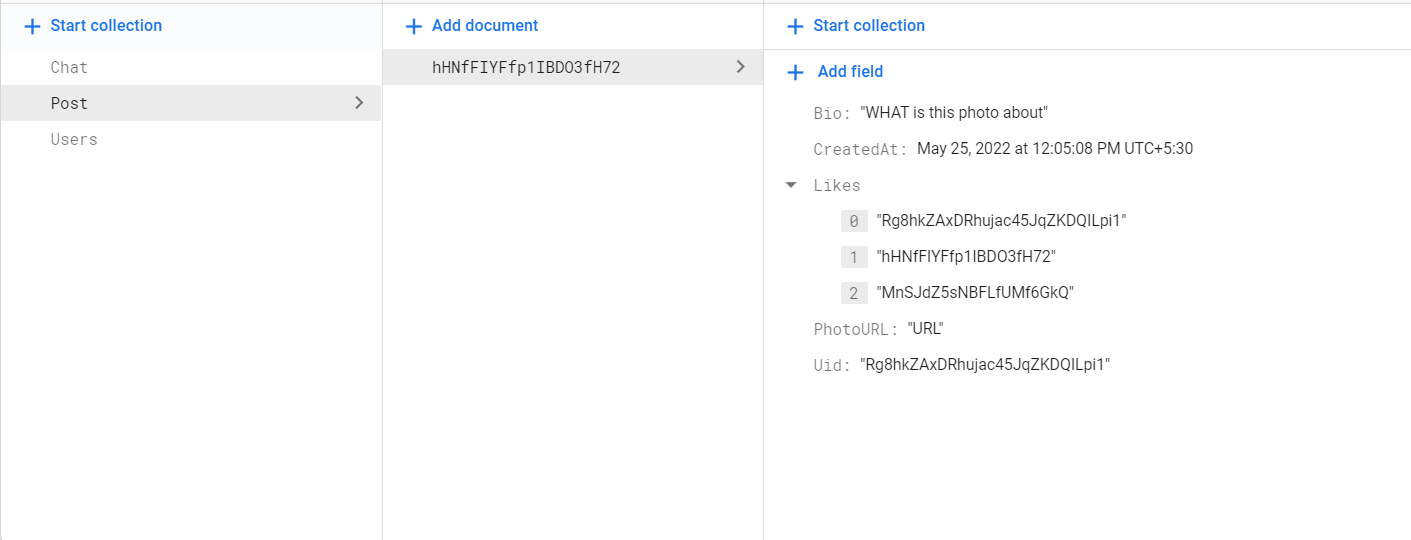 Start collection
Chat
Post
Users
Add document
hHNfFIYFfp1IBDO3fH72
Start collection
Add field
Bio: "WHAT is this photo about"
CreatedAt: May 25, 2022 at 12:05:08 PM UTC+5:30
Likes
0 "Rg8hkZAxDRhujac45JqZKDQILpi1"
1 "hHNfFIYFfp1IBDO3fH72"
2 "MnSJdZ5sNBFLfUMf6GkQ"
PhotoURL: "URL"
Uid: "Rg8hkZAxDRhujac45JqZKDQILpi1"